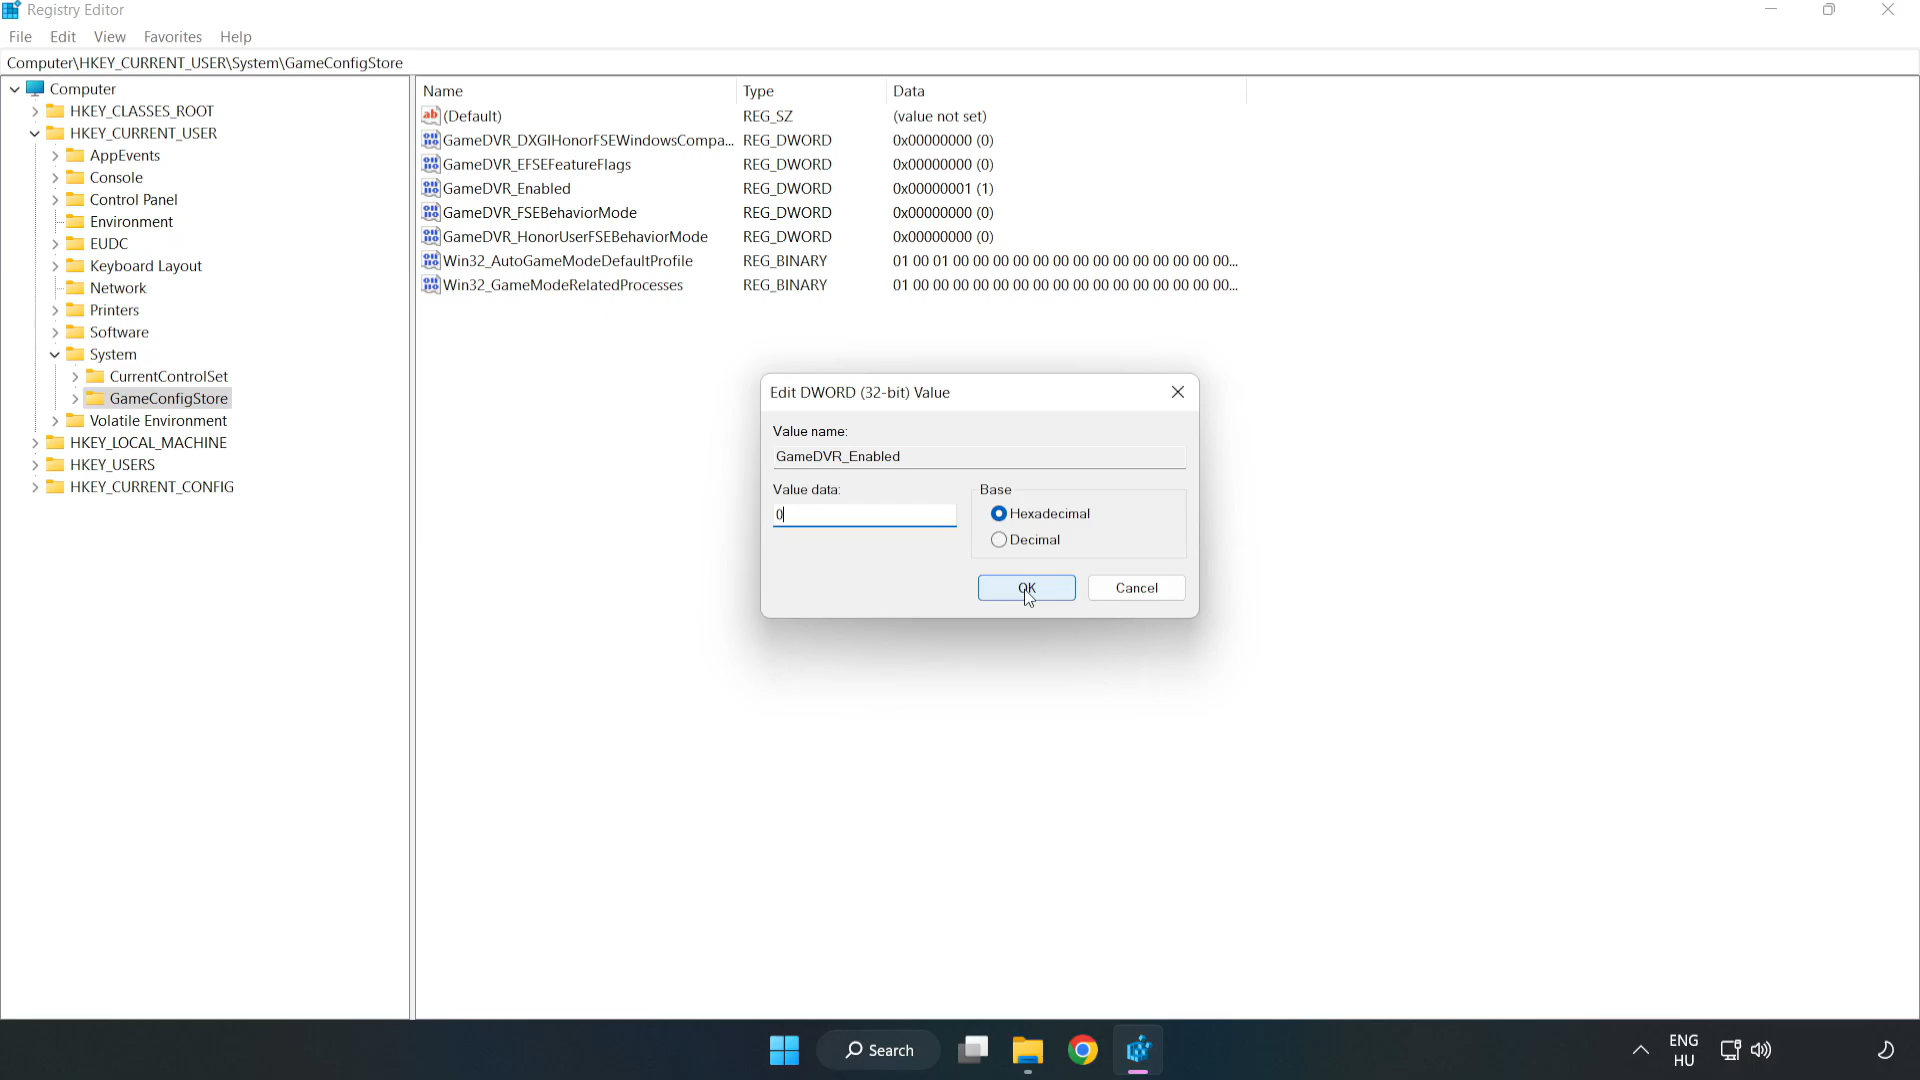 Registry Editor
File Edit View Favorites Help
Computer\HKEY_CURRENT_USER\System\GameConfigStore
Computer
HKEY_CLASSES_ROOT
HKEY_CURRENT_USER
AppEvents
Console
Control Panel
Environment
EUDC
Keyboard Layout
Network
Printers
Software
System
CurrentControlSet
GameConfigStore
Volatile Environment
HKEY_LOCAL_MACHINE
HKEY_USERS
HKEY_CURRENT_CONFIG
Name Type Data
(Default) REG_SZ (value not set)
GameDVR_DXGIHonorFSEWindowsCompa... REG_DWORD 0x00000000 (0)
GameDVR_EFSEFeatureFlags REG_DWORD 0x00000000 (0)
GameDVR_Enabled REG_DWORD 0x00000001 (1)
GameDVR_FSEBehaviorMode REG_DWORD 0x00000000 (0)
GameDVR_HonorUserFSEBehaviorMode REG_DWORD 0x00000000 (0)
Win32_AutoGameModeDefaultProfile REG_BINARY 01 00 01 00 00 00 00 00 00 00 00 00 00 00 00 00 00...
Win32_GameModeRelatedProcesses REG_BINARY 01 00 00 00 00 00 00 00 00 00 00 00 00 00 00 00 00...
Edit DWORD (32-bit) Value
Value name:
GameDVR_Enabled
Value data: Base
0 Hexadecimal
Decimal
OK Cancel
Search
ENG
HU